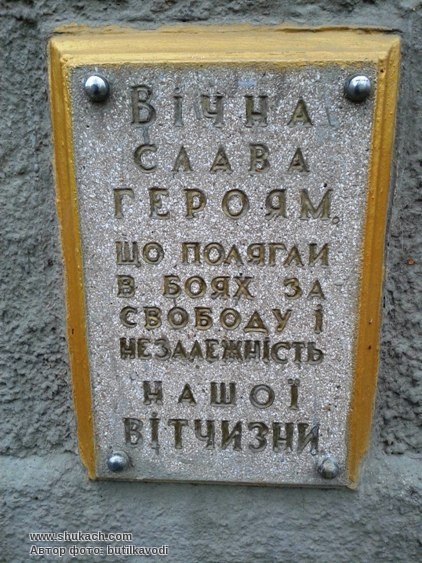 ВІЧНА
СЛАВА
ГЕРОЯМ,
ЩО ПОЛЯГЛИ
В БОЯХ ЗА
СВОБОДУ І
НЕЗАЛЕЖНІСТЬ
НАШОЇ
ВІТЧИЗНИ
www.shukach.com
Автор фото: butilkavodi